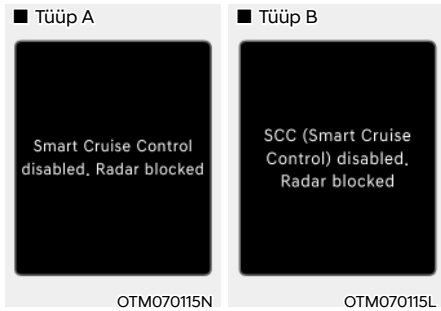 ■ Tüüp A
Smart Cruise Control
disabled. Radar blocked
OTM070115N
■ Tüüp B
SCC (Smart Cruise
Control) disabled.
Radar blocked
OTM070115L